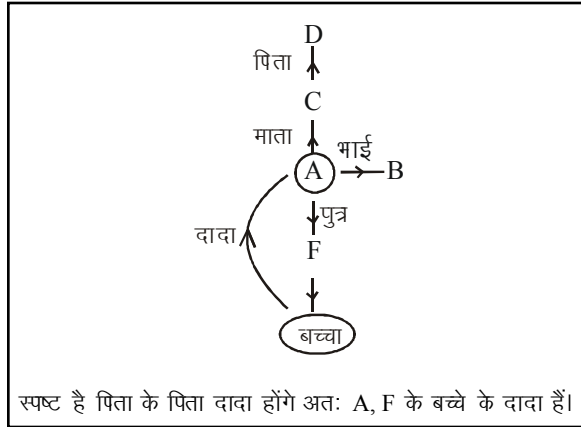 D
पिता
C
माता
भाई
A
B
पुत्र
दादा
F
बच्चा
स्पष्ट है पिता के पिता दादा होंगे अतः A, F के बच्चे के दादा हैं।